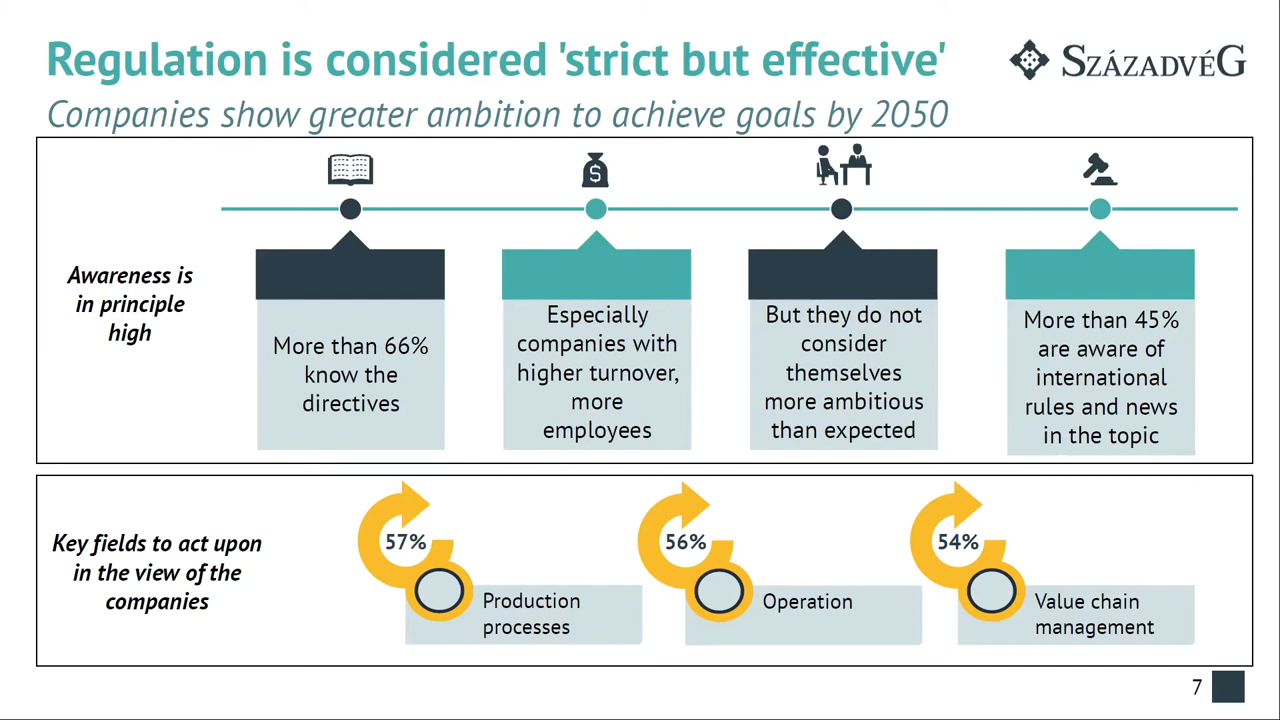 Regulation is considered 'strict but effective'
SZÁZADVÉG
Companies show greater ambition to achieve goals by 2050
Awareness is
in principle
high
More than 66%
know the
directives
Especially
companies with
higher turnover,
more
employees
But they do not
consider
themselves
more ambitious
than expected
More than 45%
are aware of
international
rules and news
in the topic
Key fields to act upon
in the view of the
companies
57%
Production
processes
56%
Operation
54%
Value chain
management
7